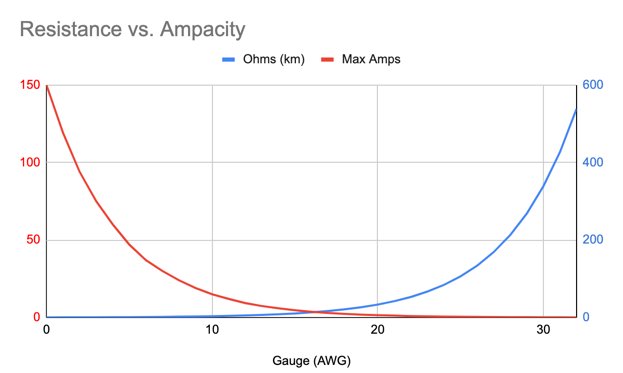 Resistance vs. Ampacity
Ohms (km) Max Amps
150 600
100 400
50 200
0 0
0 10 20 30
Gauge (AWG)